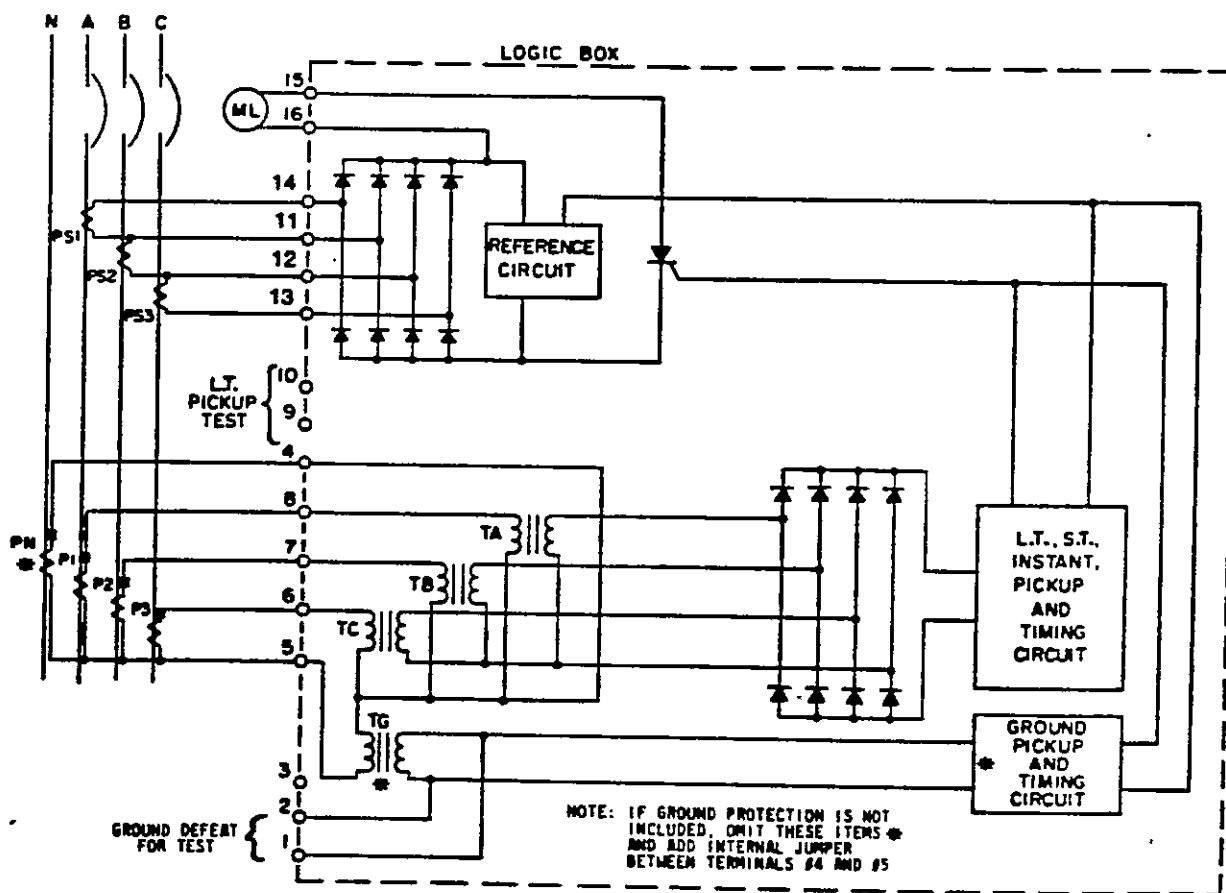 N A B C
LOGIC BOX
15
ML
16
14
11
PS1
REFERENCE
CIRCUIT
12
PS2
13
PS3
10
L.T.
PICKUP
TEST
9
4
8
TA
PN
*
P1
7
TB
P2
6
P3
TC
5
L.T., S.T.,
INSTANT,
PICKUP
AND
TIMING
CIRCUIT
TG
*
3
2
GROUND DEFEAT
FOR TEST
1
GROUND
PICKUP
* AND
TIMING
CIRCUIT
NOTE: IF GROUND PROTECTION IS NOT
INCLUDED, OMIT THESE ITEMS *
AND ADD INTERNAL JUMPER
BETWEEN TERMINALS #4 AND #5